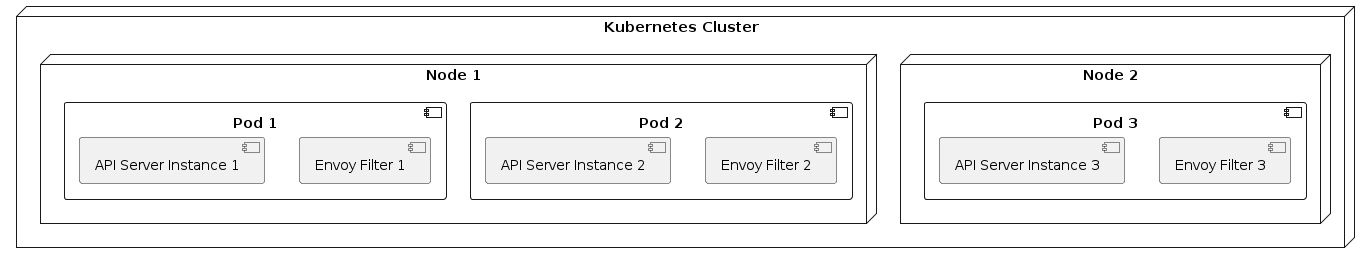 Kubernetes Cluster
Node 1
Node 2
Pod 1
Pod 2
Pod 3
API Server Instance 1
Envoy Filter 1
API Server Instance 2
Envoy Filter 2
API Server Instance 3
Envoy Filter 3